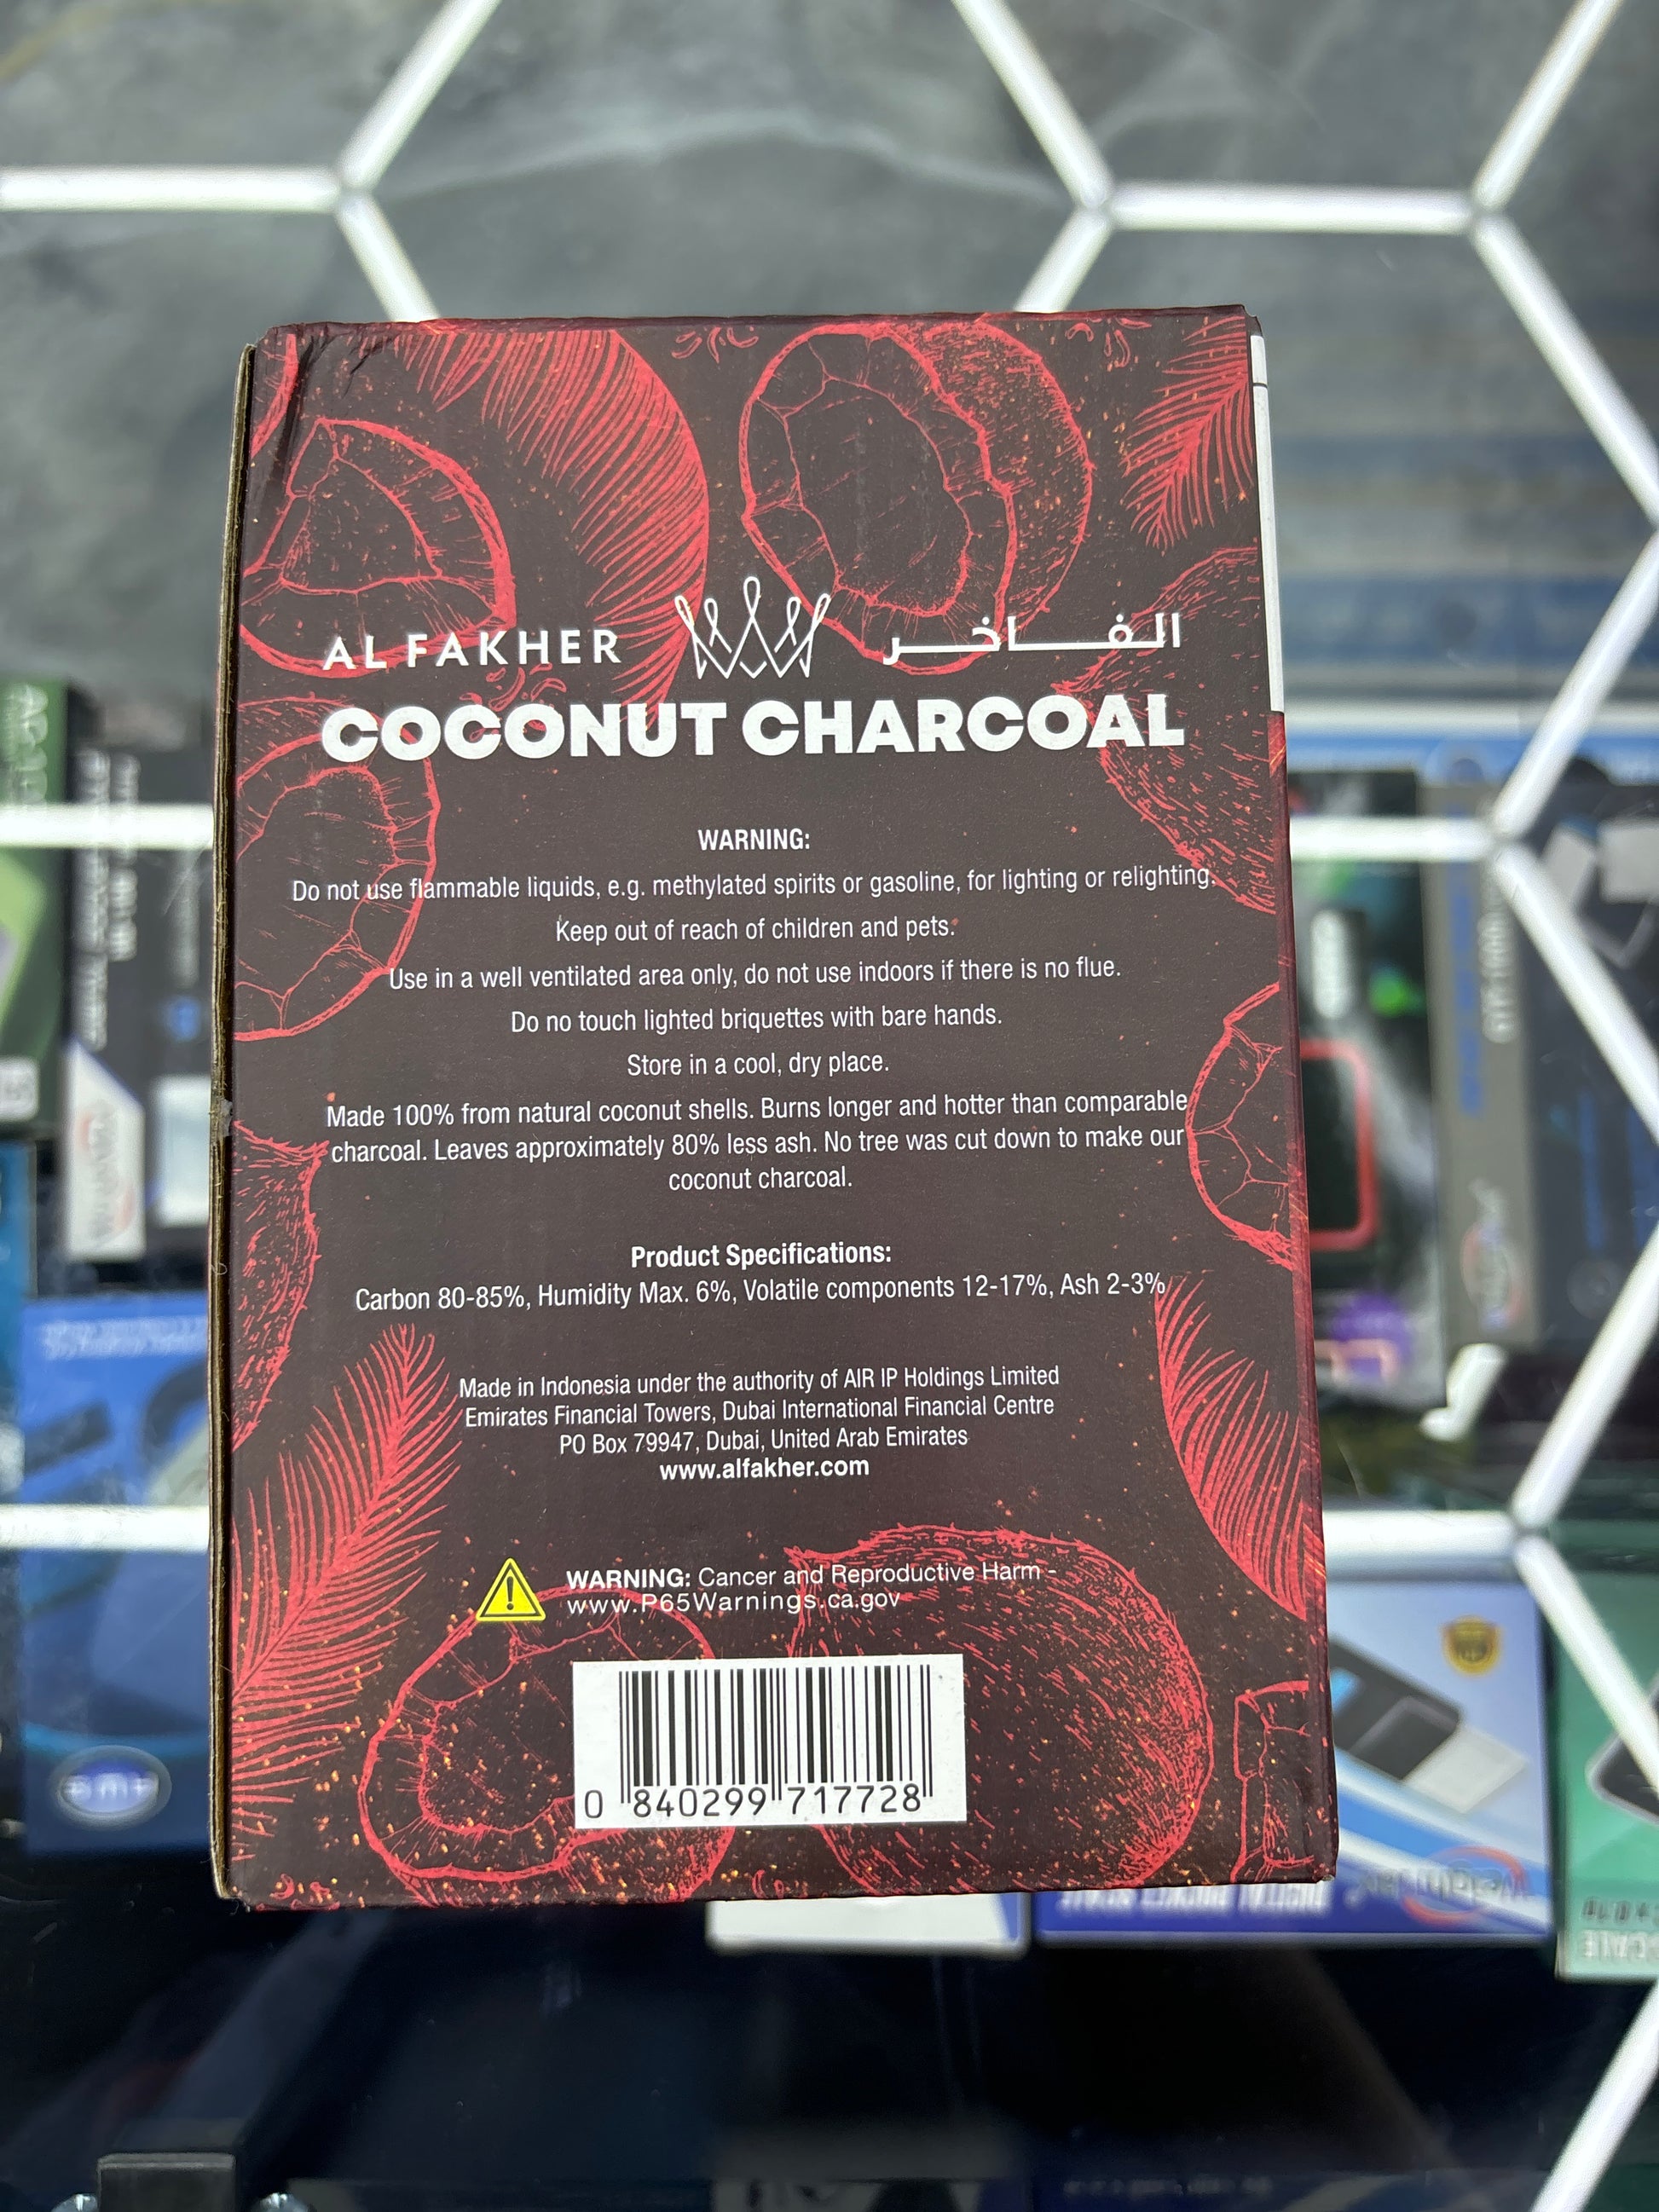 AL FAKHER الفاخر
COCONUT CHARCOAL
WARNING:
Do not use flammable liquids, e.g. methylated spirits or gasoline, for lighting or relighting.
Keep out of reach of children and pets.
Use in a well ventilated area only, do not use indoors if there is no flue.
Do no touch lighted briquettes with bare hands.
Store in a cool, dry place.
Made 100% from natural coconut shells. Burns longer and hotter than comparable
charcoal. Leaves approximately 80% less ash. No tree was cut down to make our
coconut charcoal.
Product Specifications:
Carbon 80-85%, Humidity Max. 6%, Volatile components 12-17%, Ash 2-3%
Made in Indonesia under the authority of AIR IP Holdings Limited
Emirates Financial Towers, Dubai International Financial Centre
PO Box 79947, Dubai, United Arab Emirates
www.alfakher.com
WARNING: Cancer and Reproductive Harm -
www.P65Warnings.ca.gov
0 840299 717728